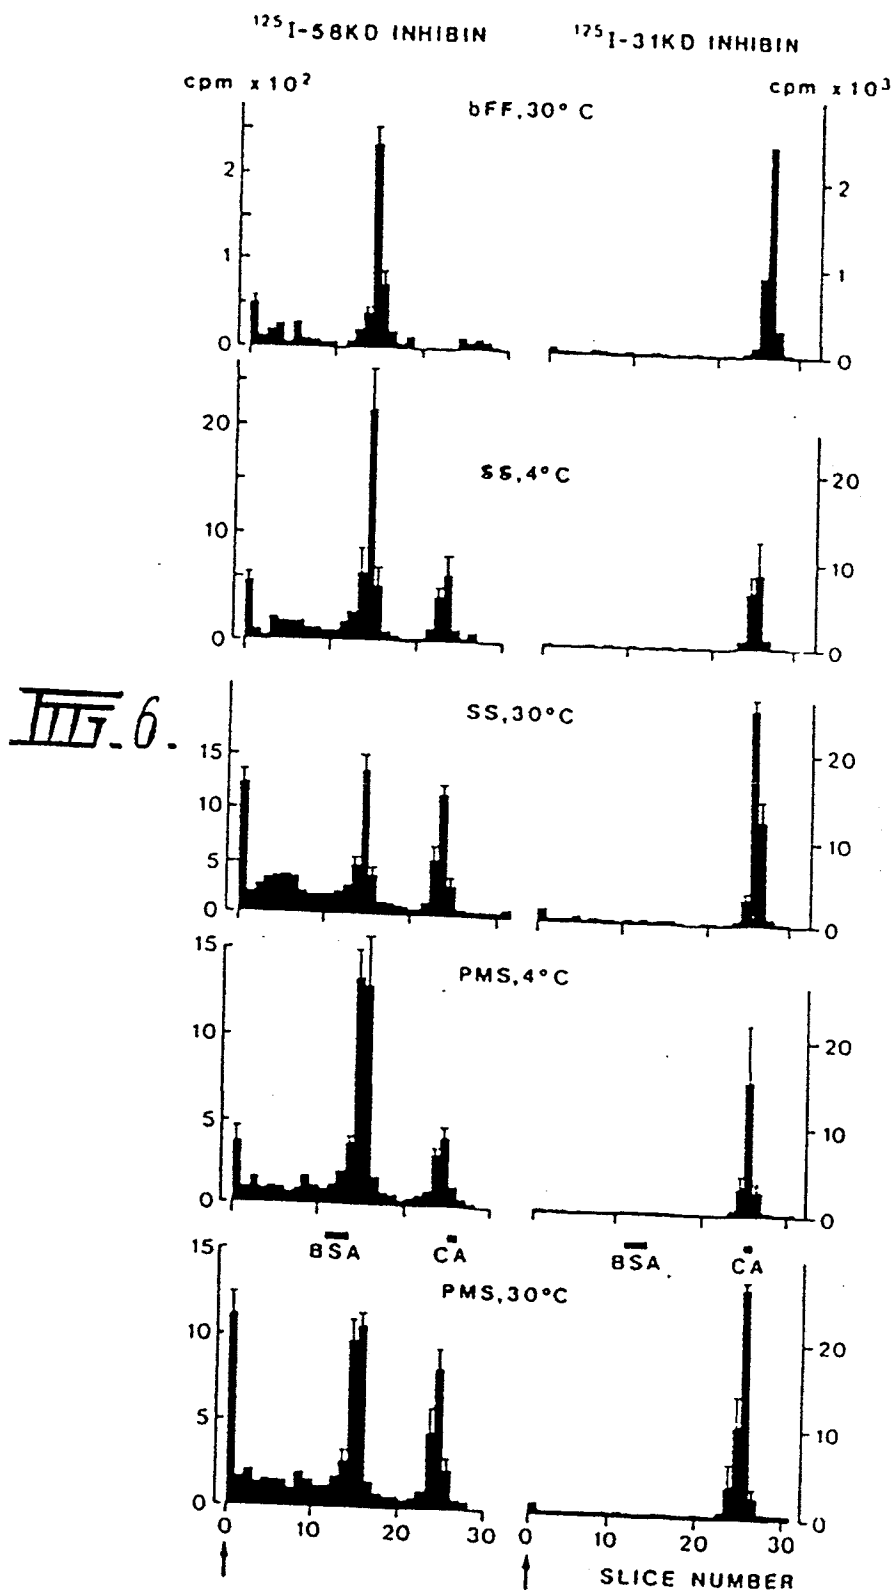 125I-58KD INHIBIN
125I-31KD INHIBIN
cpm x 102
cpm x 103
bFF,30° C
2
1
0
2
1
0
SS,4°C
20
10
0
20
10
0
FIG.6.
SS,30°C
15
10
5
0
20
10
0
PMS,4°C
15
10
5
0
20
10
0
BSA
CA
BSA
CA
PMS,30°C
15
10
5
0
20
10
0
0
10
20
30
0
10
20
30
SLICE NUMBER